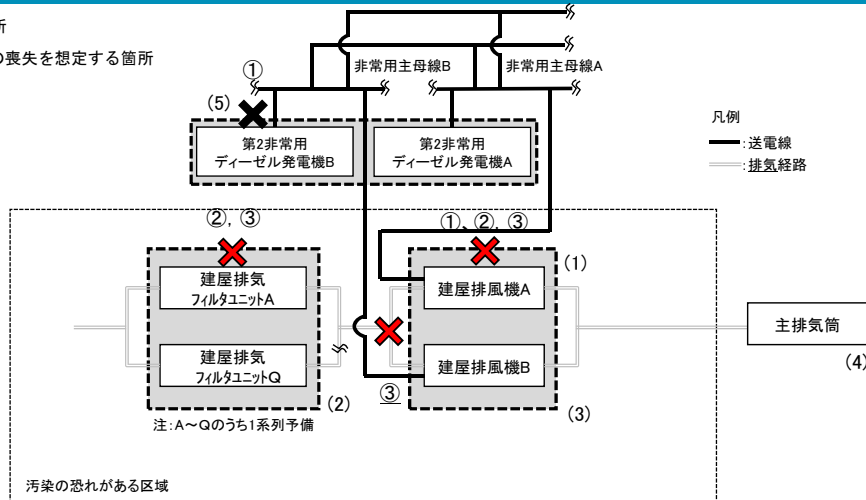 所
の喪失を想定する箇所
非常用主母線B
非常用主母線A
①
(5)
第2非常用
ディーゼル発電機B
第2非常用
ディーゼル発電機A
凡例
:送電線
:排気経路
②, ③
①、②, ③
建屋排気
フィルタユニットA
建屋排風機A
(1)
主排気筒
(4)
建屋排気
フィルタユニットQ
建屋排風機B
③
(2)
(3)
注:A～Qのうち1系列予備
汚染の恐れがある区域